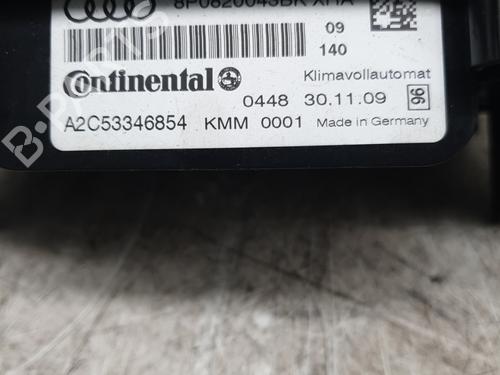 8P0820043BK XHA
09
140
Continental
Klimavollautomat
0448 30.11.09 96
A2C53346854 KMM 0001 Made in Germany